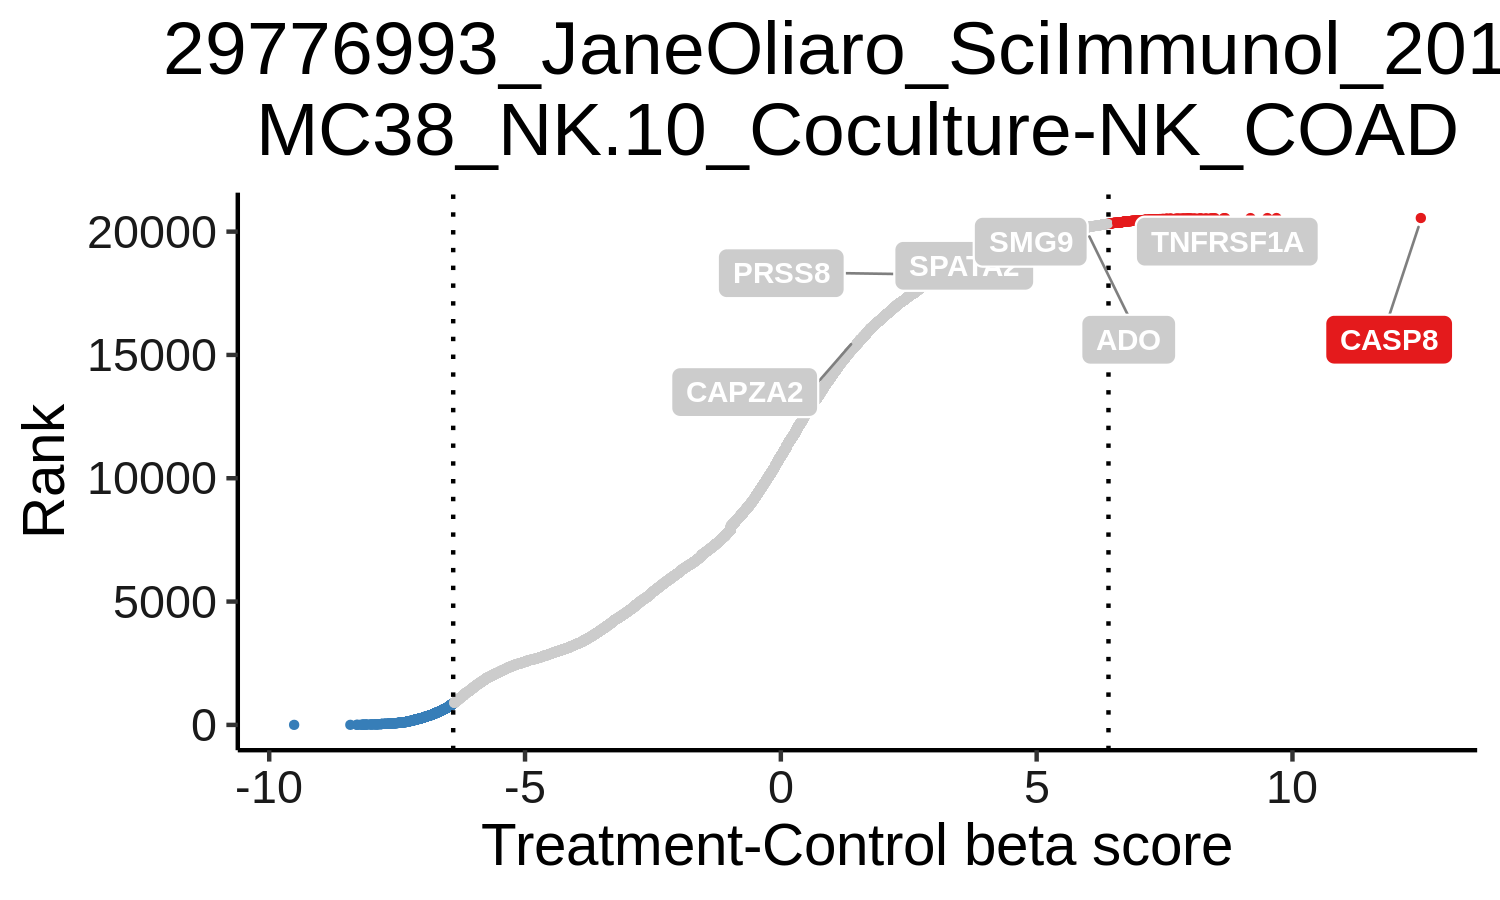 29776993_JaneOliaro_SciImmunol_201
MC38_NK.10_Coculture-NK_COAD
20000
15000
10000
5000
0
Rank
SMG9
TNFRSF1A
PRSS8
SPATA2
ADO
CASP8
CAPZA2
-10
-5
0
5
10
Treatment-Control beta score